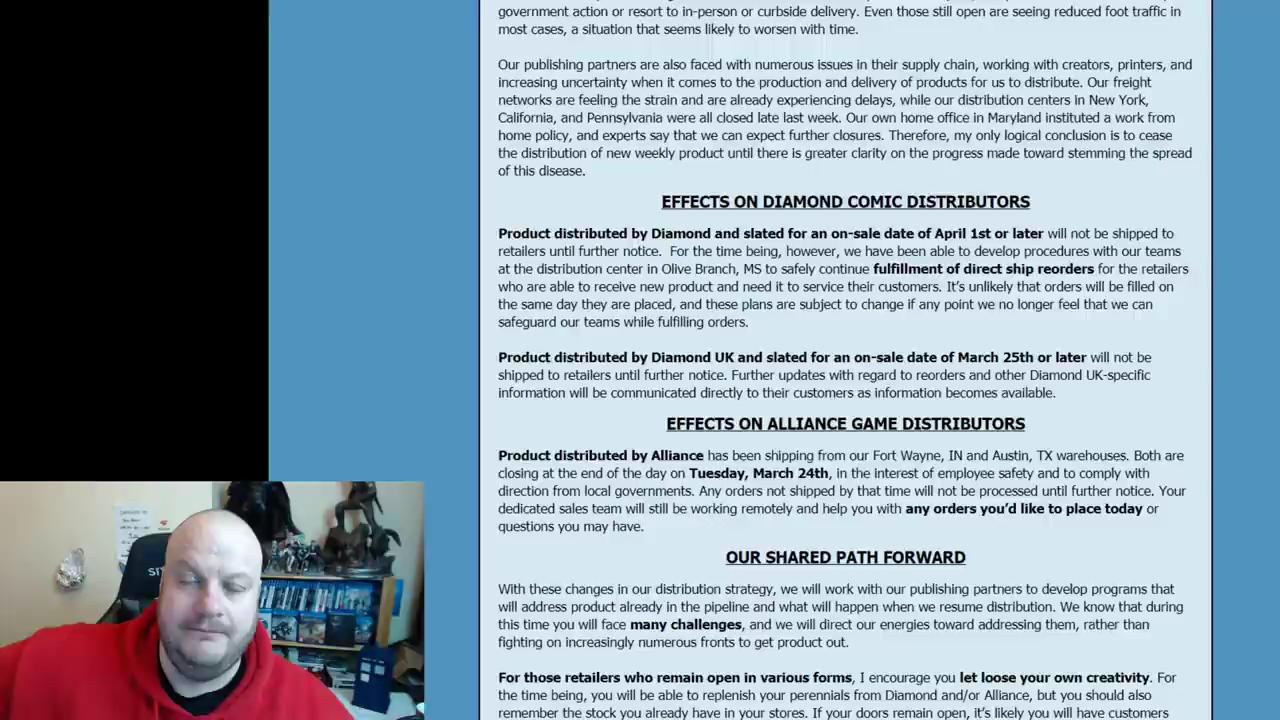 government action or resort to in-person or curbside delivery. Even those still open are seeing reduced foot traffic in
most cases, a situation that seems likely to worsen with time.
Our publishing partners are also faced with numerous issues in their supply chain, working with creators, printers, and
increasing uncertainty when it comes to the production and delivery of products for us to distribute. Our freight
networks are feeling the strain and are already experiencing delays, while our distribution centers in New York,
California, and Pennsylvania were all closed late last week. Our own home office in Maryland instituted a work from
home policy, and experts say that we can expect further closures. Therefore, my only logical conclusion is to cease
the distribution of new weekly product until there is greater clarity on the progress made toward stemming the spread
of this disease.
EFFECTS ON DIAMOND COMIC DISTRIBUTORS
Product distributed by Diamond and slated for an on-sale date of April 1st or later will not be shipped to
retailers until further notice. For the time being, however, we have been able to develop procedures with our teams
at the distribution center in Olive Branch, MS to safely continue fulfillment of direct ship reorders for the retailers
who are able to receive new product and need it to service their customers. It's unlikely that orders will be filled on
the same day they are placed, and these plans are subject to change if any point we no longer feel that we can
safeguard our teams while fulfilling orders.
Product distributed by Diamond UK and slated for an on-sale date of March 25th or later will not be
shipped to retailers until further notice. Further updates with regard to reorders and other Diamond UK-specific
information will be communicated directly to their customers as information becomes available.
EFFECTS ON ALLIANCE GAME DISTRIBUTORS
Product distributed by Alliance has been shipping from our Fort Wayne, IN and Austin, TX warehouses. Both are
closing at the end of the day on Tuesday, March 24th, in the interest of employee safety and to comply with
direction from local governments. Any orders not shipped by that time will not be processed until further notice. Your
dedicated sales team will still be working remotely and help you with any orders you'd like to place today or
questions you may have.
OUR SHARED PATH FORWARD
With these changes in our distribution strategy, we will work with our publishing partners to develop programs that
will address product already in the pipeline and what will happen when we resume distribution. We know that during
this time you will face many challenges, and we will direct our energies toward addressing them, rather than
fighting on increasingly numerous fronts to get product out.
For those retailers who remain open in various forms, I encourage you let loose your own creativity. For
the time being, you will be able to replenish your perennials from Diamond and/or Alliance, but you should also
remember the stock you already have in your stores. If your doors remain open, it's likely you will have customers